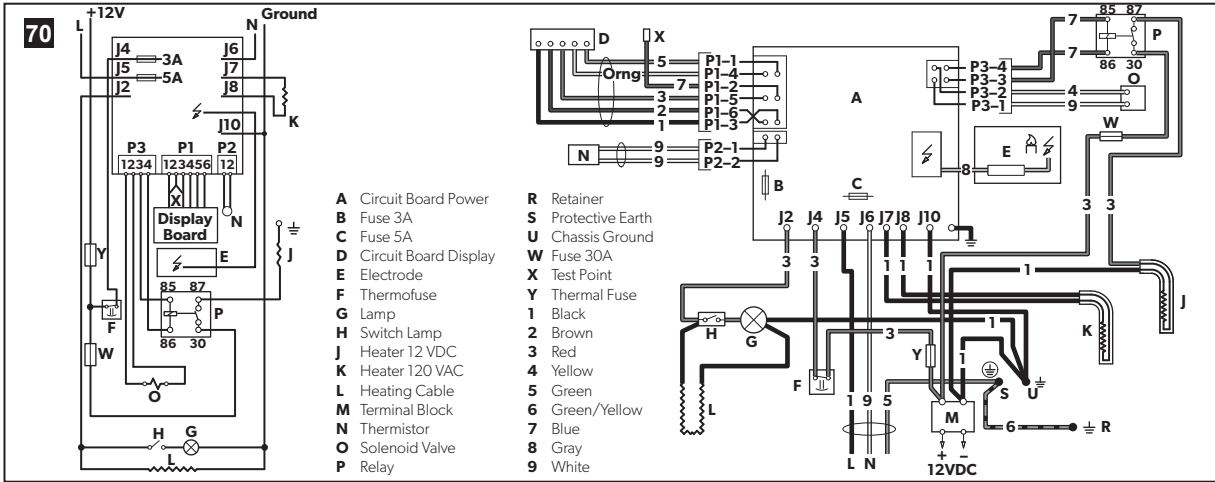 70
+12V
Ground
L
N
J4
3A
J6
J5
5A
J7
J2
J8
K
J10
P3
P1
P2
1234
123456
12
X
N
Display
Board
Y
E
J
85
87
F
P
86
30
W
O
H
G
L
A Circuit Board Power
B Fuse 3A
C Fuse 5A
D Circuit Board Display
E Electrode
F Thermofuse
G Lamp
H Switch Lamp
J Heater 12 VDC
K Heater 120 VAC
L Heating Cable
M Terminal Block
N Thermistor
O Solenoid Valve
P Relay
R Retainer
S Protective Earth
U Chassis Ground
W Fuse 30A
X Test Point
Y Thermal Fuse
1 Black
2 Brown
3 Red
4 Yellow
5 Green
6 Green/Yellow
7 Blue
8 Gray
9 White
D
X
5
P1–1
Orng
P1–4
7
P1–2
3
P1–5
2
P1–6
1
P1–3
N
9
P2–1
9
P2–2
A
B
C
P3–4
P3–3
P3–2
P3–1
7
7
4
9
85
87
P
86
30
O
W
E
8
J2
J4
J5
J6
J7
J8
J10
3
3
1
1
1
3
3
1
J
K
H
G
1
3
Y
1
F
L
1
9
5
S
U
M
6
R
L
N
+
–
12VDC